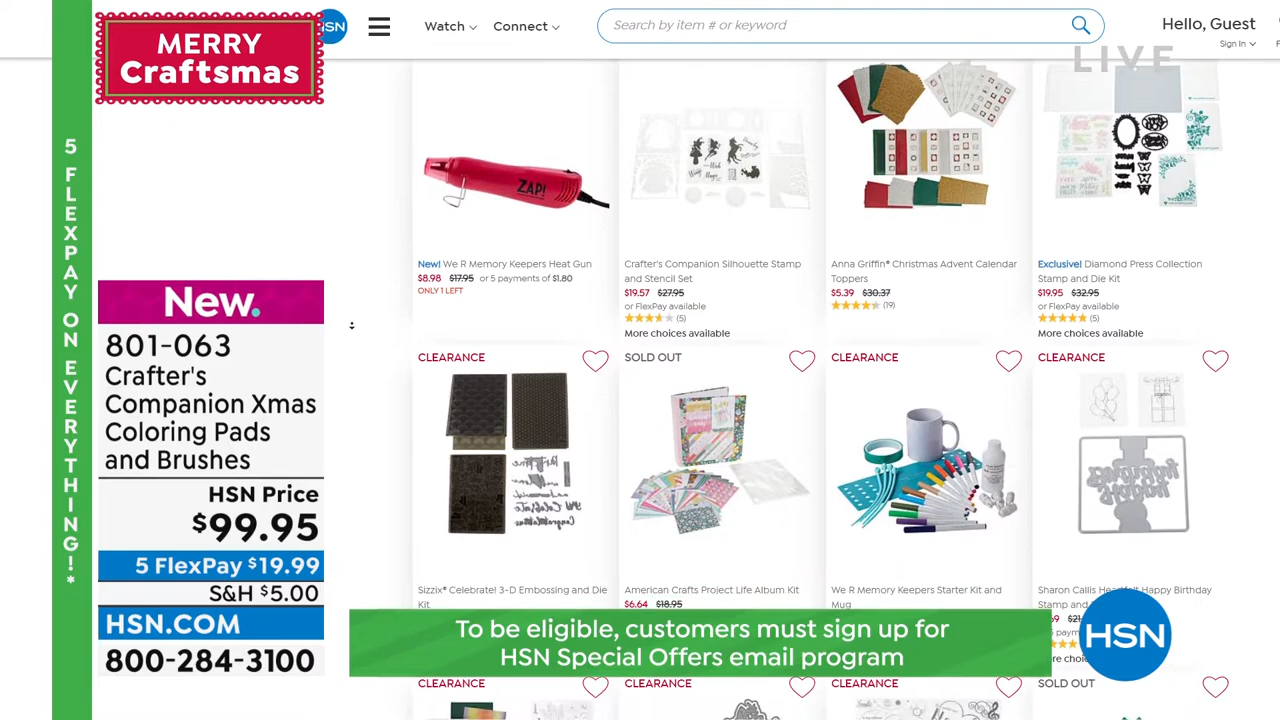 MERRY
Craftsmas
HSN
Watch
Connect
Search by item # or keyword
Hello, Guest
Sign In
LIVE
5 FLEXPAY ON EVERYTHING!*
New.
801-063
Crafter's
Companion Xmas
Coloring Pads
and Brushes
HSN Price
$99.95
5 FlexPay $19.99
S&H $5.00
HSN.COM
800-284-3100
ZAP!
New! We R Memory Keepers Heat Gun
$8.98 $17.95 or 5 payments of $1.80
ONLY 1 LEFT
Crafter's Companion Silhouette Stamp
and Stencil Set
$19.57 $27.95
or FlexPay available
(5)
More choices available
Anna Griffin® Christmas Advent Calendar
Toppers
$5.39 $30.37
(19)
Exclusive! Diamond Press Collection
Stamp and Die Kit
$19.95 $32.95
or FlexPay available
(5)
More choices available
CLEARANCE
SOLD OUT
CLEARANCE
CLEARANCE
Sizzix® Celebrate! 3-D Embossing and Die
Kit
American Crafts Project Life Album Kit
$6.64 $18.95
We R Memory Keepers Starter Kit and
Mug
Sharon Callis Heartfelt Happy Birthday
Stamp and
To be eligible, customers must sign up for
HSN Special Offers email program
HSN
CLEARANCE
CLEARANCE
CLEARANCE
SOLD OUT